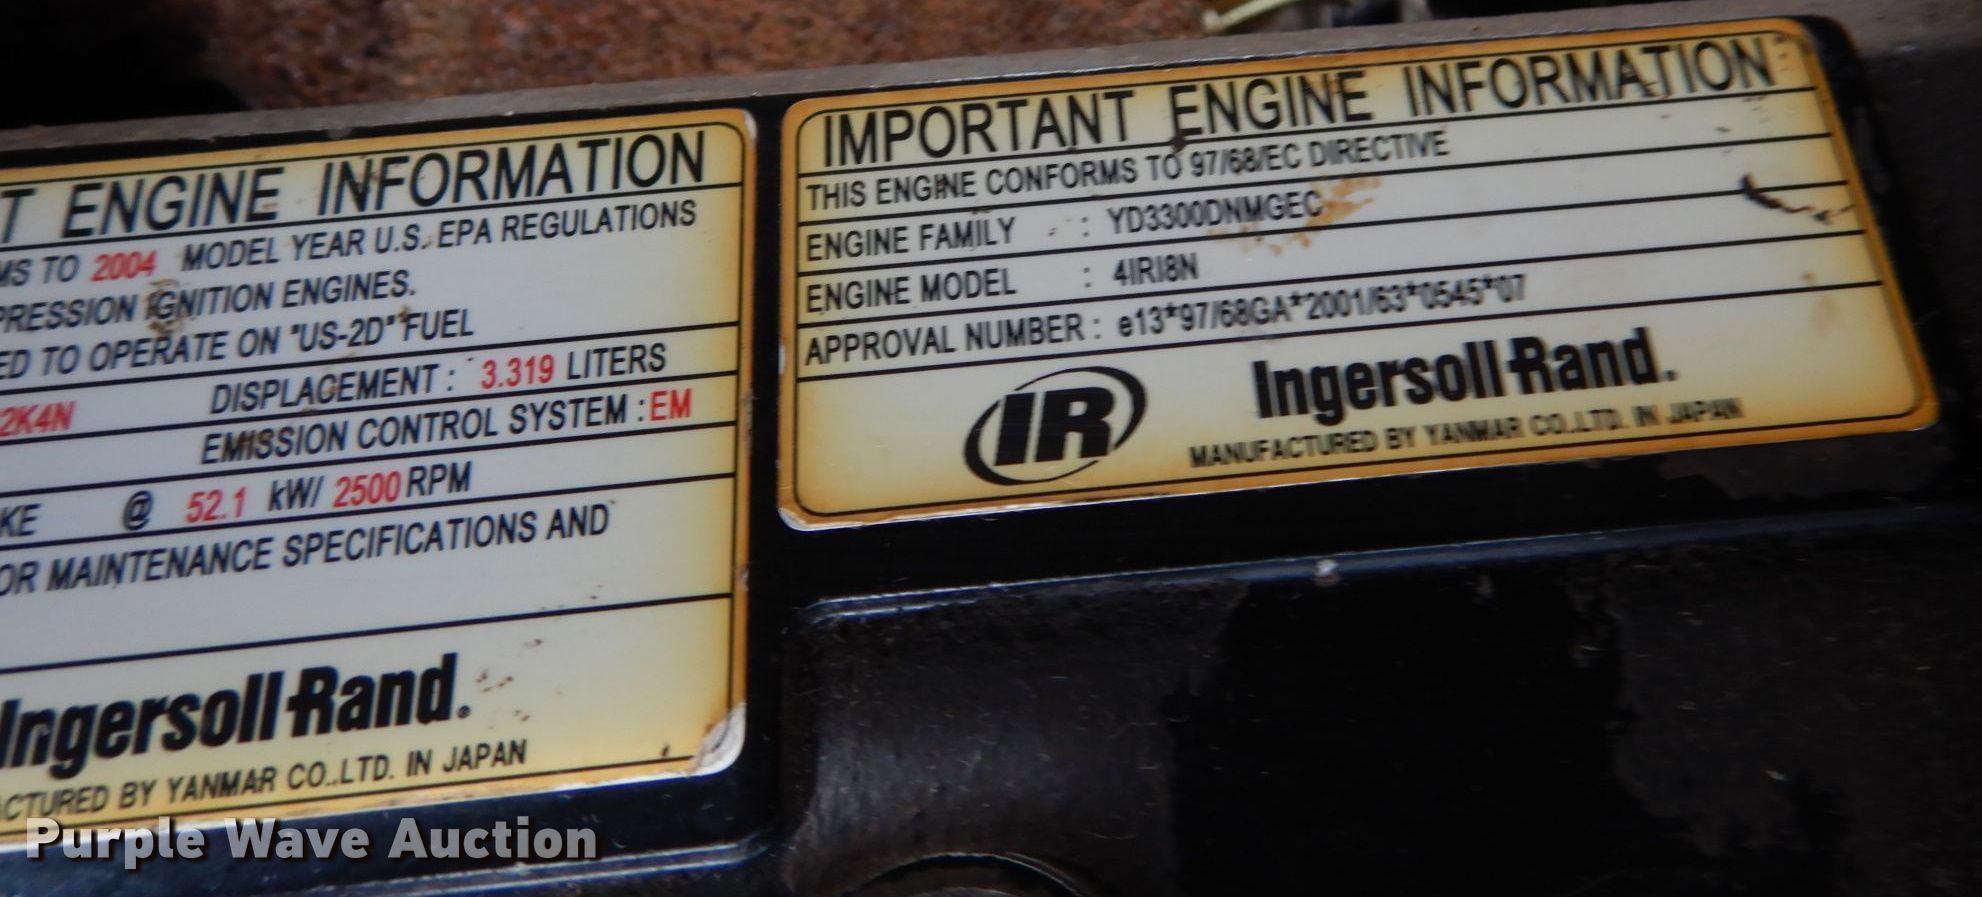 T ENGINE INFORMATION
MS TO 2004 MODEL YEAR U.S. EPA REGULATIONS
PRESSION IGNITION ENGINES.
ED TO OPERATE ON "US-2D" FUEL
2K4N DISPLACEMENT : 3.319 LITERS
EMISSION CONTROL SYSTEM : EM
KE @ 52.1 kW/ 2500 RPM
OR MAINTENANCE SPECIFICATIONS AND
Ingersoll Rand.
ACTURED BY YANMAR CO.,LTD. IN JAPAN
IMPORTANT ENGINE INFORMATION
THIS ENGINE CONFORMS TO 97/68/EC DIRECTIVE
ENGINE FAMILY : YD3300DNMGEC
ENGINE MODEL : 4IRI8N
APPROVAL NUMBER : e13*97/68GA*2001/63*0545*07
IR Ingersoll Rand.
MANUFACTURED BY YANMAR CO.,LTD. IN JAPAN
Purple Wave Auction